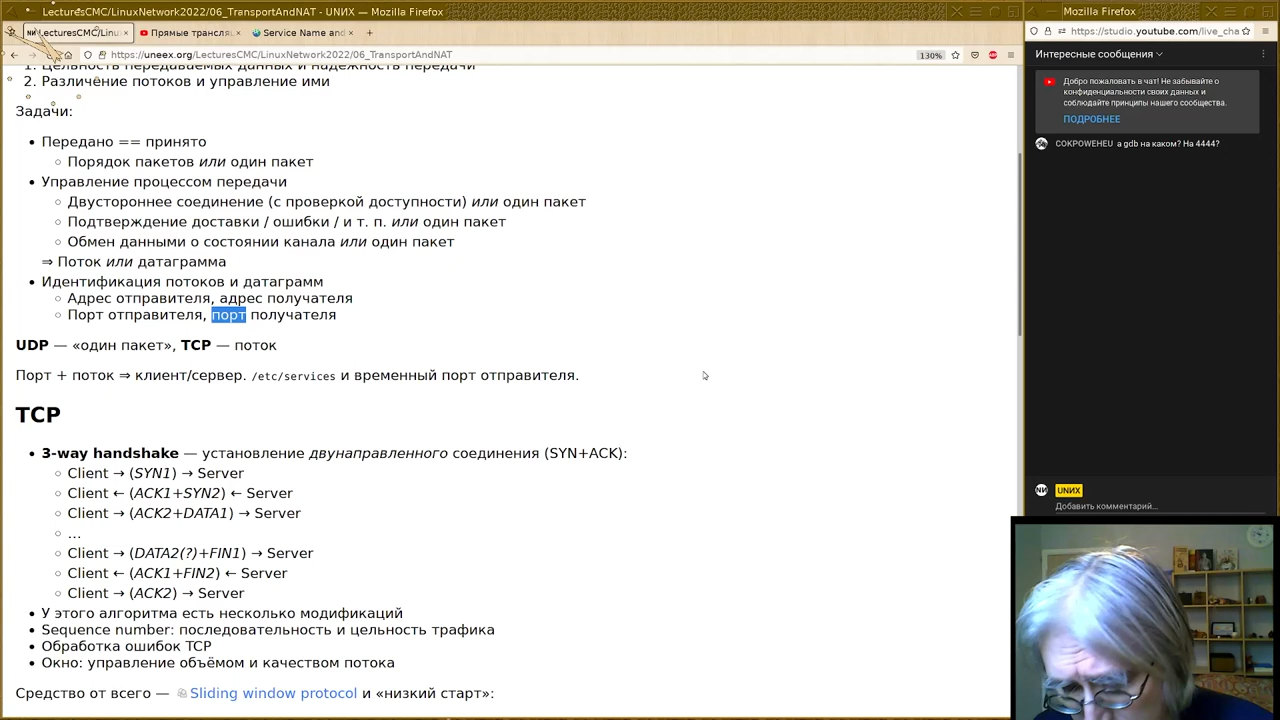 LecturesCMC/LinuxNetwork2022/06_TransportAndNAT - UNИX — Mozilla Firefox
LecturesCMC/Linu
Прямые трансляц
Service Name and
https://uneex.org/LecturesCMC/LinuxNetwork2022/06_TransportAndNAT
130%
1. Цельность передаваемых данных и надёжность передачи
2. Различение потоков и управление ими
Задачи:
• Передано == принято
◦ Порядок пакетов или один пакет
• Управление процессом передачи
◦ Двустороннее соединение (с проверкой доступности) или один пакет
◦ Подтверждение доставки / ошибки / и т. п. или один пакет
◦ Обмен данными о состоянии канала или один пакет
⇒ Поток или датаграмма
• Идентификация потоков и датаграмм
◦ Адрес отправителя, адрес получателя
◦ Порт отправителя, порт получателя
UDP — «один пакет», TCP — поток
Порт + поток ⇒ клиент/сервер. /etc/services и временный порт отправителя.
TCP
• 3-way handshake — установление двунаправленного соединения (SYN+ACK):
◦ Client → (SYN1) → Server
◦ Client ← (ACK1+SYN2) ← Server
◦ Client → (ACK2+DATA1) → Server
◦ …
◦ Client → (DATA2(?)+FIN1) → Server
◦ Client ← (ACK1+FIN2) ← Server
◦ Client → (ACK2) → Server
• У этого алгоритма есть несколько модификаций
• Sequence number: последовательность и цельность трафика
• Обработка ошибок TCP
• Окно: управление объёмом и качеством потока
Средство от всего — Sliding window protocol и «низкий старт»:
Mozilla Firefox
https://studio.youtube.com/live_cha
Интересные сообщения
Добро пожаловать в чат! Не забывайте о
конфиденциальности своих данных и
соблюдайте принципы нашего сообщества.
ПОДРОБНЕЕ
COKPOWEHEU а gdb на каком? На 4444?
UNИX
Добавить комментарий...